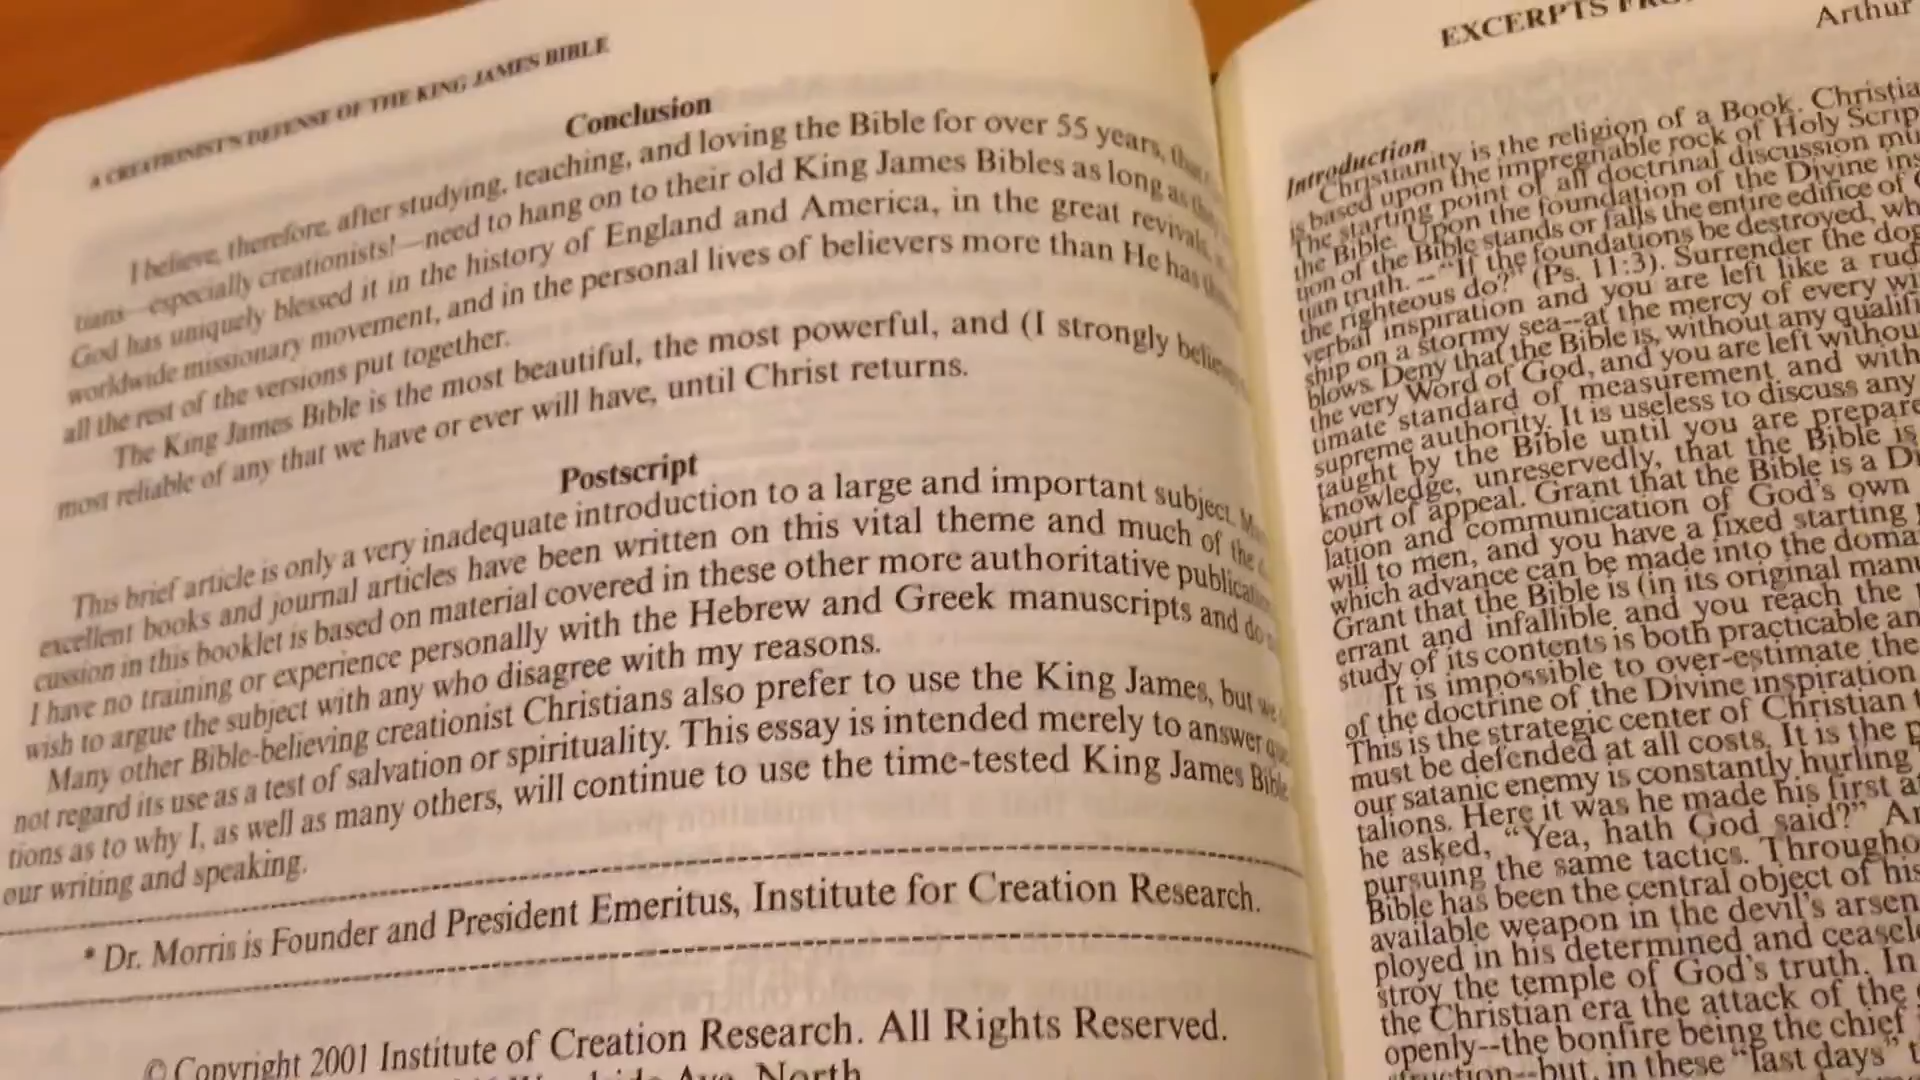 A CREATIONIST'S DEFENSE OF THE KING JAMES BIBLE
Conclusion
I believe, therefore, after studying, teaching, and loving the Bible for over 55 years,
tians—especially creationists!—need to hang on to their old King James Bibles as long as
God has uniquely blessed it in the history of England and America, in the great revivals,
worldwide missionary movement, and in the personal lives of believers more than He has
all the rest of the versions put together.
The King James Bible is the most beautiful, the most powerful, and (I strongly
most reliable of any that we have or ever will have, until Christ returns.
Postscript
This brief article is only a very inadequate introduction to a large and important subject.
excellent books and journal articles have been written on this vital theme and much of the
cussion in this booklet is based on material covered in these other more authoritative
I have no training or experience personally with the Hebrew and Greek manuscripts and do
wish to argue the subject with any who disagree with my reasons.
Many other Bible-believing creationist Christians also prefer to use the King James, but we
not regard its use as a test of salvation or spirituality. This essay is intended merely to answer
tions as to why I, as well as many others, will continue to use the time-tested King James Bible
our writing and speaking.
* Dr. Morris is Founder and President Emeritus, Institute for Creation Research.
© Copyright 2001 Institute of Creation Research. All Rights Reserved.
Ave. North
EXCERPTS
Arthur
Introduction
Christianity is the religion of a Book. Christia
is based upon the impregnable rock of Holy Scrip
The starting point of all doctrinal discussion mu
the Bible. Upon the foundation of the Divine ins
tion of the Bible stands or falls the entire edifice of
tian truth. --"If the foundations be destroyed, wh
the righteous do?" (Ps. 11:3). Surrender the dog
verbal inspiration and you are left like a rud
ship on a stormy sea--at the mercy of every wi
blows. Deny that the Bible is, without any qualifi
the very Word of God, and you are left without
timate standard of measurement and with
supreme authority. It is useless to discuss any
taught by the Bible until you are prepare
knowledge, unreservedly, that the Bible is
court of appeal. Grant that the Bible is a Di
lation and communication of God's own
will to men, and you have a fixed starting
which advance can be made into the doma
Grant that the Bible is (in its original manu
errant and infallible and you reach the
study of its contents is both practicable an
It is impossible to over-estimate the
of the doctrine of the Divine inspiration
This is the strategic center of Christian
must be defended at all costs. It is the p
our satanic enemy is constantly hurling
talions. Here it was he made his first a
he asked, "Yea, hath God said?" An
pursuing the same tactics. Througho
Bible has been the central object of his
available weapon in the devil's arsen
ployed in his determined and ceasele
stroy the temple of God's truth. In
the Christian era the attack of the
openly--the bonfire being the chief
struction--but, in these "last days" t